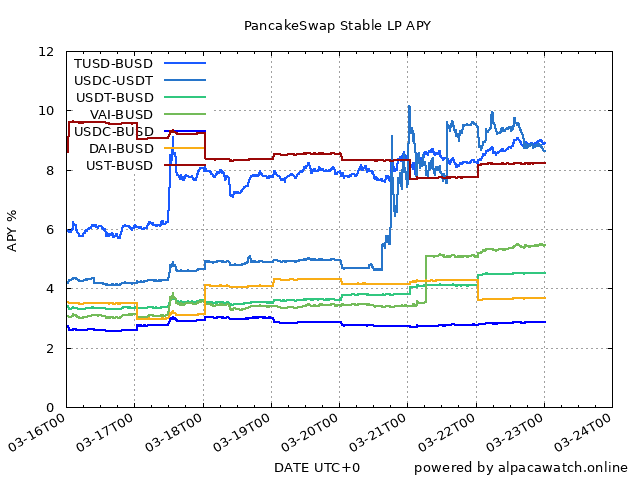 PancakeSwap Stable LP APY
12
10
8
6
4
2
0
APY %
TUSD-BUSD
USDC-USDT
USDT-BUSD
VAI-BUSD
USDC-BUSD
DAI-BUSD
UST-BUSD
03-16T00
03-17T00
03-18T00
03-19T00
03-20T00
03-21T00
03-22T00
03-23T00
03-24T00
DATE UTC+0
powered by alpacawatch.online